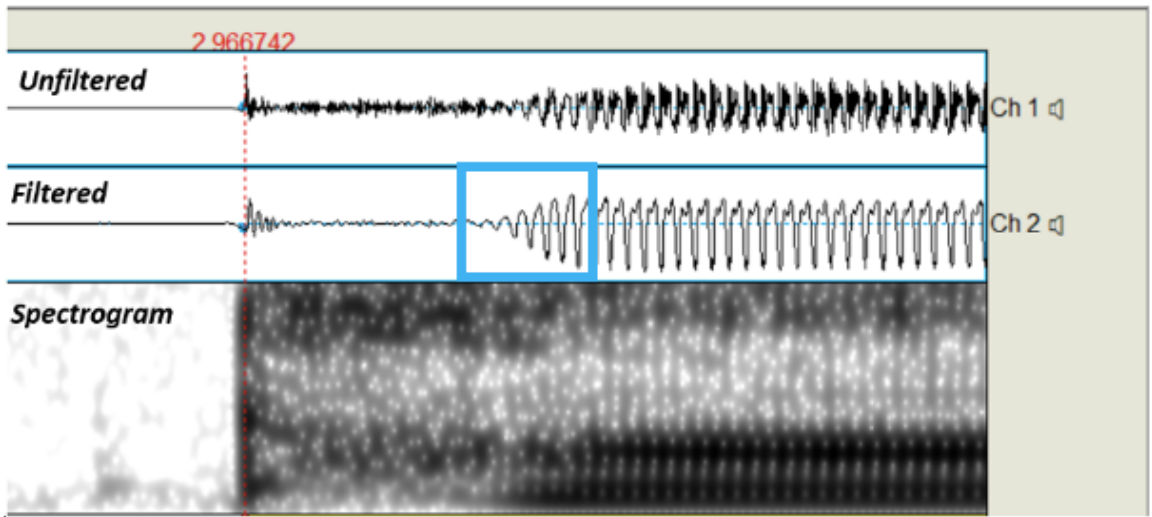 2.966742
Unfiltered
Ch 1
Filtered
Ch 2
Spectrogram